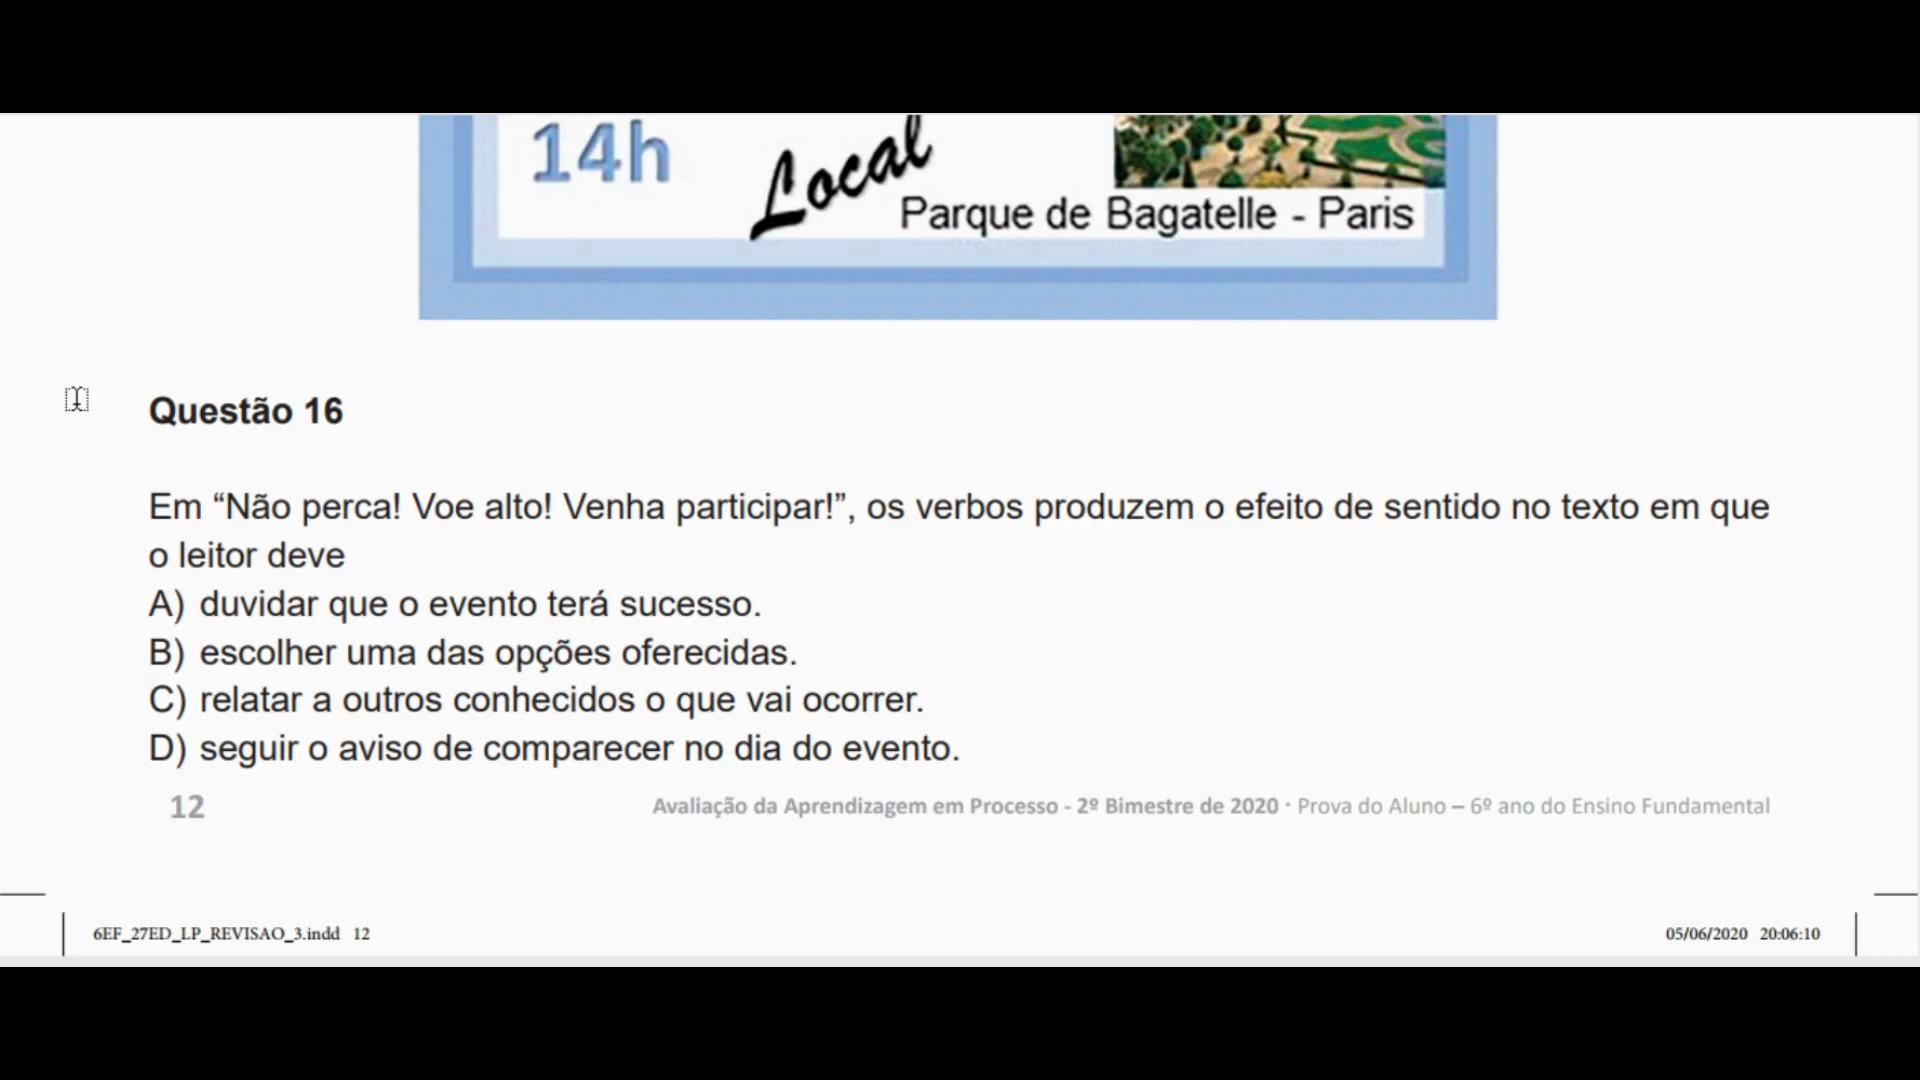 14h
Local
Parque de Bagatelle - Paris
Questão 16
Em “Não perca! Voe alto! Venha participar!”, os verbos produzem o efeito de sentido no texto em que
o leitor deve
A) duvidar que o evento terá sucesso.
B) escolher uma das opções oferecidas.
C) relatar a outros conhecidos o que vai ocorrer.
D) seguir o aviso de comparecer no dia do evento.
12 Avaliação da Aprendizagem em Processo - 2º Bimestre de 2020 · Prova do Aluno – 6º ano do Ensino Fundamental
6EF_27ED_LP_REVISAO_3.indd 12 05/06/2020 20:06:10